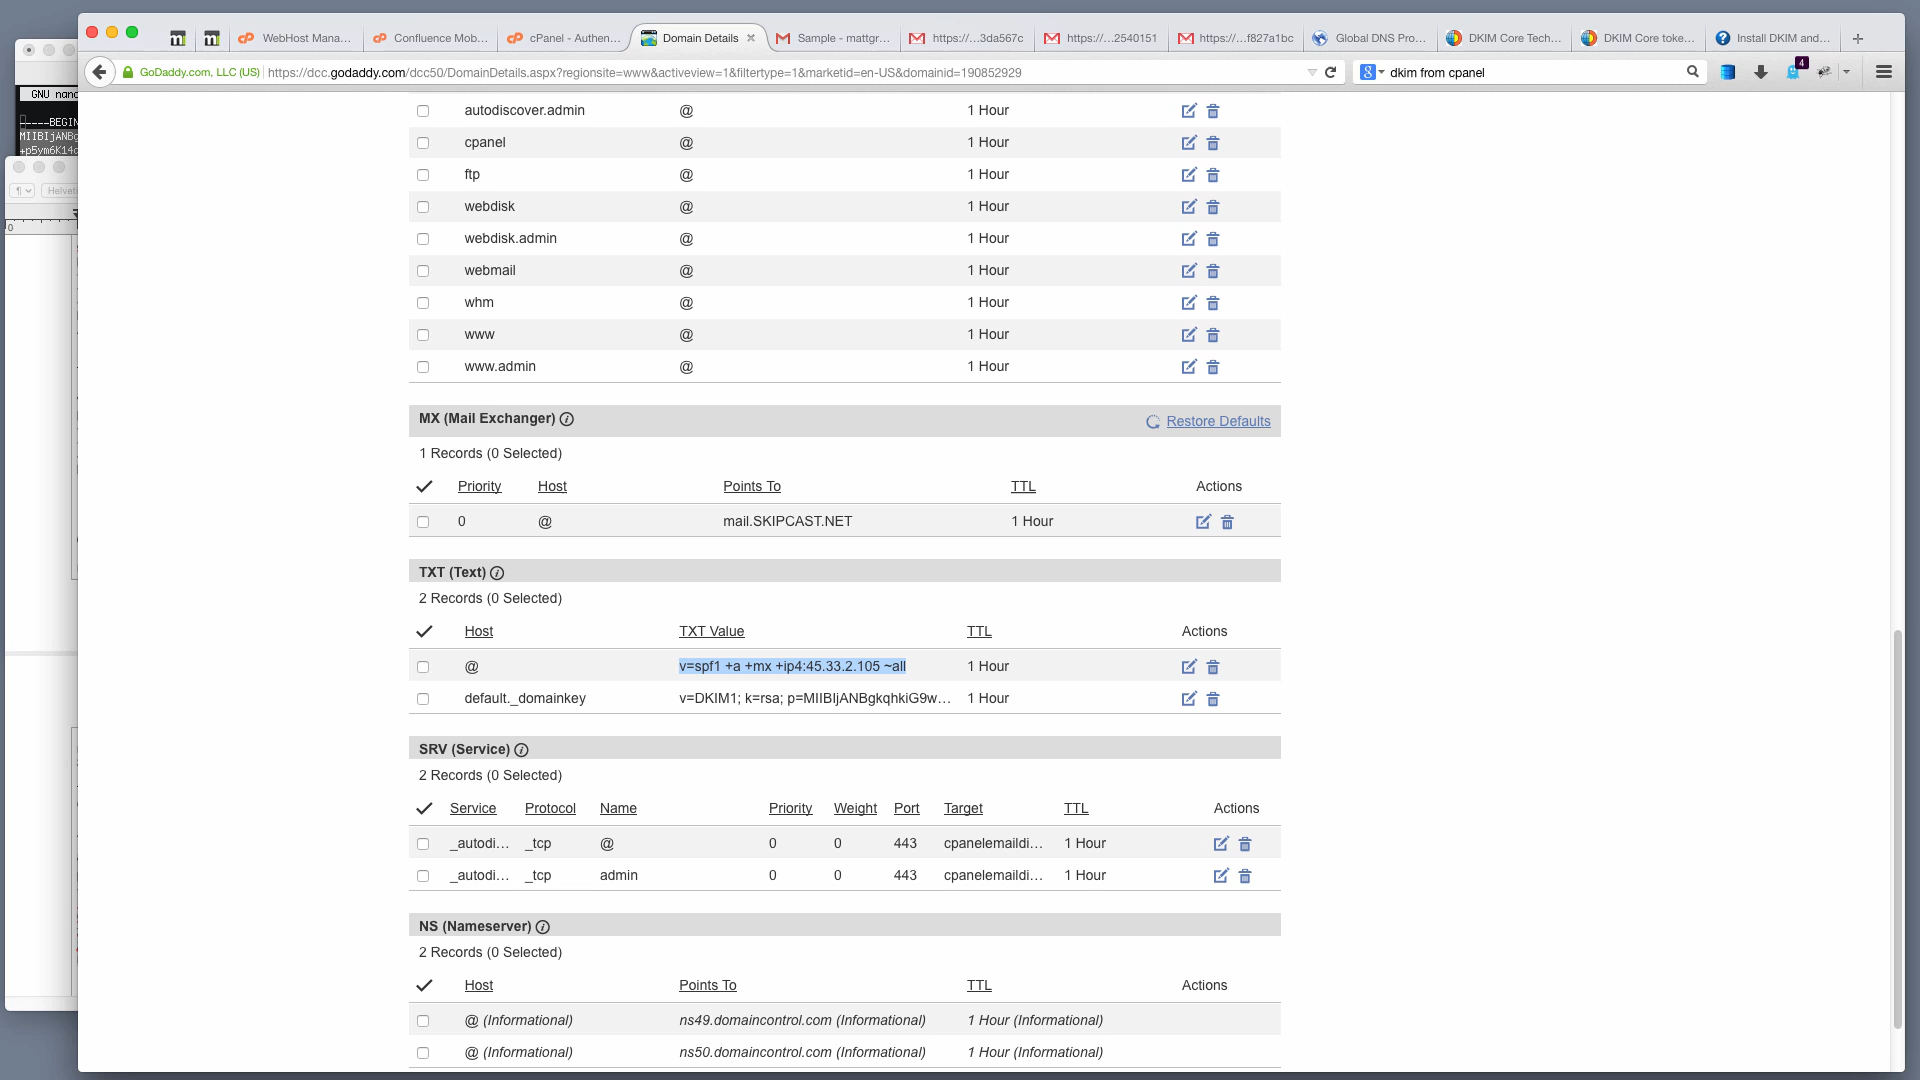 WebHost Mana...
Confluence Mob...
cPanel - Authen...
Domain Details
Sample - mattgr...
https://...3da567c
https://...2540151
https://...f827a1bc
Global DNS Pro...
DKIM Core Tech...
DKIM Core toke...
Install DKIM and...
GoDaddy.com, LLC (US)
https://dcc.godaddy.com/dcc50/DomainDetails.aspx?regionsite=www&activeview=1&filtertype=1&marketid=en-US&domainid=190852929
dkim from cpanel
4
GNU nano
-----BEGIN
MIIBIjANBg
+p5ym6K14c
Helveti
0
autodiscover.admin @ 1 Hour
cpanel @ 1 Hour
ftp @ 1 Hour
webdisk @ 1 Hour
webdisk.admin @ 1 Hour
webmail @ 1 Hour
whm @ 1 Hour
www @ 1 Hour
www.admin @ 1 Hour
MX (Mail Exchanger)
Restore Defaults
1 Records (0 Selected)
Priority Host Points To TTL Actions
0 @ mail.SKIPCAST.NET 1 Hour
TXT (Text)
2 Records (0 Selected)
Host TXT Value TTL Actions
@ v=spf1 +a +mx +ip4:45.33.2.105 ~all 1 Hour
default._domainkey v=DKIM1; k=rsa; p=MIIBIjANBgkqhkiG9w... 1 Hour
SRV (Service)
2 Records (0 Selected)
Service Protocol Name Priority Weight Port Target TTL Actions
_autodi... _tcp @ 0 0 443 cpanelemaildi... 1 Hour
_autodi... _tcp admin 0 0 443 cpanelemaildi... 1 Hour
NS (Nameserver)
2 Records (0 Selected)
Host Points To TTL Actions
@ (Informational) ns49.domaincontrol.com (Informational) 1 Hour (Informational)
@ (Informational) ns50.domaincontrol.com (Informational) 1 Hour (Informational)